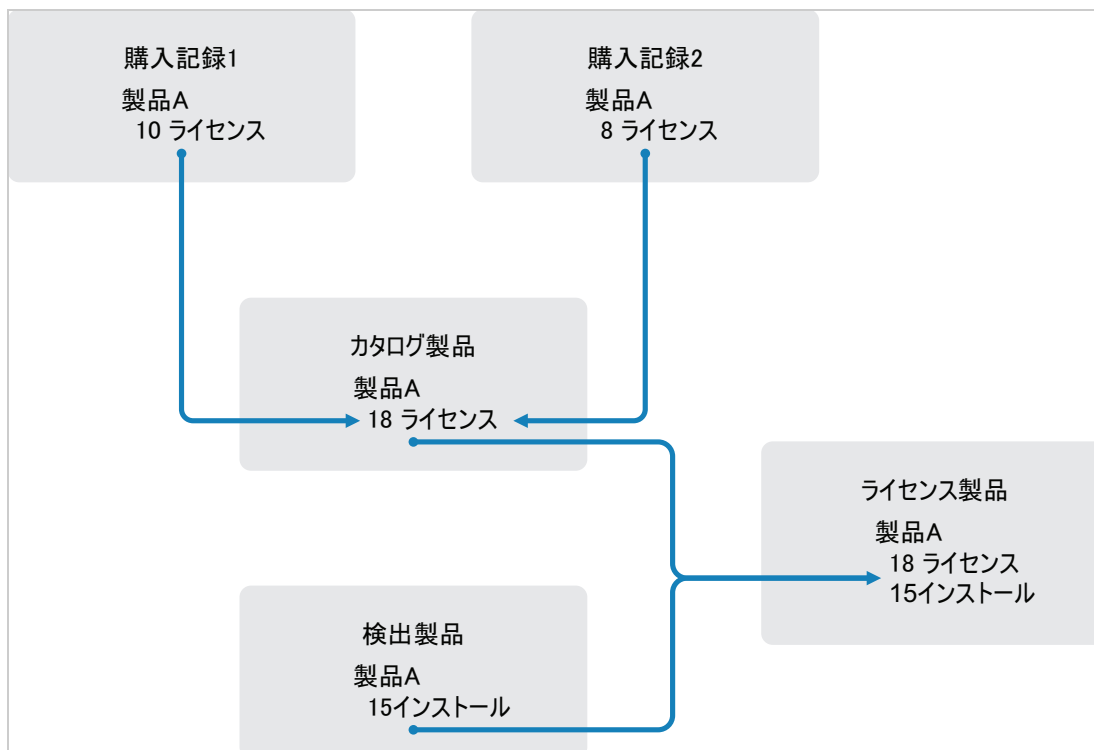 購入記録1
製品A
10 ライセンス
購入記録2
製品A
8 ライセンス
カタログ製品
製品A
18 ライセンス
ライセンス製品
製品A
18 ライセンス
15インストール
検出製品
製品A
15インストール